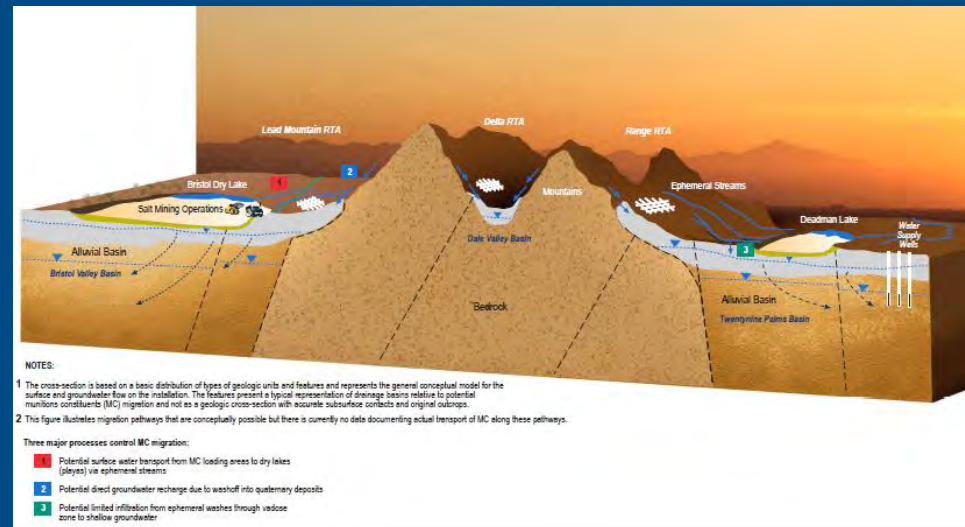 Delta RTA
Lead Mountain RTA
Range RTA
1
2
Bristol Dry Lake
Mountains
Ephemeral Streams
Salt Mining Operations
Deadman Lake
Water
Supply
Wells
Dale Valley Basin
3
Alluvial Basin
Bristol Valley Basin
Bedrock
Alluvial Basin
Twentynine Palms Basin
NOTES:
1 The cross-section is based on a basic distribution of types of geologic units and features and represents the general conceptual model for the
surface and groundwater flow on the installation. The features present a typical representation of drainage basins relative to potential
munitions constituents (MC) migration and not as a geologic cross-section with accurate subsurface contacts and original outcrops.
2 This figure illustrates migration pathways that are conceptually possible but there is currently no data documenting actual transport of MC along these pathways.
Three major processes control MC migration:
1 Potential surface water transport from MC loading areas to dry lakes
(playas) via ephemeral streams
2 Potential direct groundwater recharge due to washoff into quaternary deposits
3 Potential limited infiltration from ephemeral washes through vadose
zone to shallow groundwater